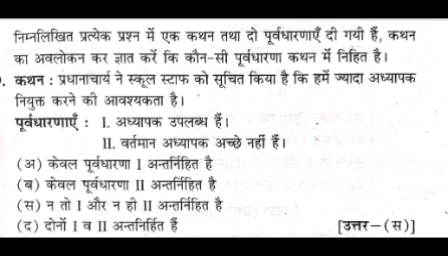 निम्नलिखित प्रत्येक प्रश्न में एक कथन तथा दो पूर्वधारणाएँ दी गयी हैं, कथन
का अवलोकन कर ज्ञात करें कि कौन-सी पूर्वधारणा कथन में निहित है।
. कथन : प्रधानाचार्य ने स्कूल स्टाफ को सूचित किया है कि हमें ज्यादा अध्यापक
नियुक्त करने की आवश्यकता है।
पूर्वधारणाएँ : I. अध्यापक उपलब्ध हैं।
II. वर्तमान अध्यापक अच्छे नहीं हैं।
(अ) केवल पूर्वधारणा I अन्तर्निहित है
(ब) केवल पूर्वधारणा II अन्तर्निहित है
(स) न तो I और न ही II अन्तर्निहित हैं
(द) दोनों I व II अन्तनिर्हित हैं [उत्तर–(स)]